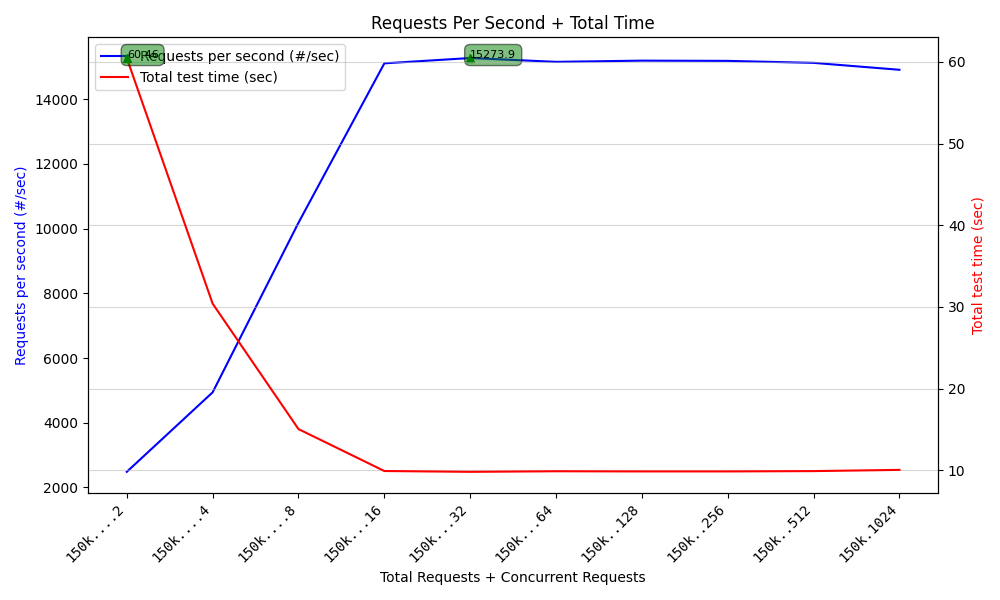 Requests Per Second + Total Time
Requests per second (#/sec)
Total test time (sec)
60.46
15273.9
14000
12000
10000
8000
6000
4000
2000
Requests per second (#/sec)
60
50
40
30
20
10
Total test time (sec)
150k....2
150k....4
150k....8
150k...16
150k...32
150k...64
150k..128
150k..256
150k..512
150k.1024
Total Requests + Concurrent Requests